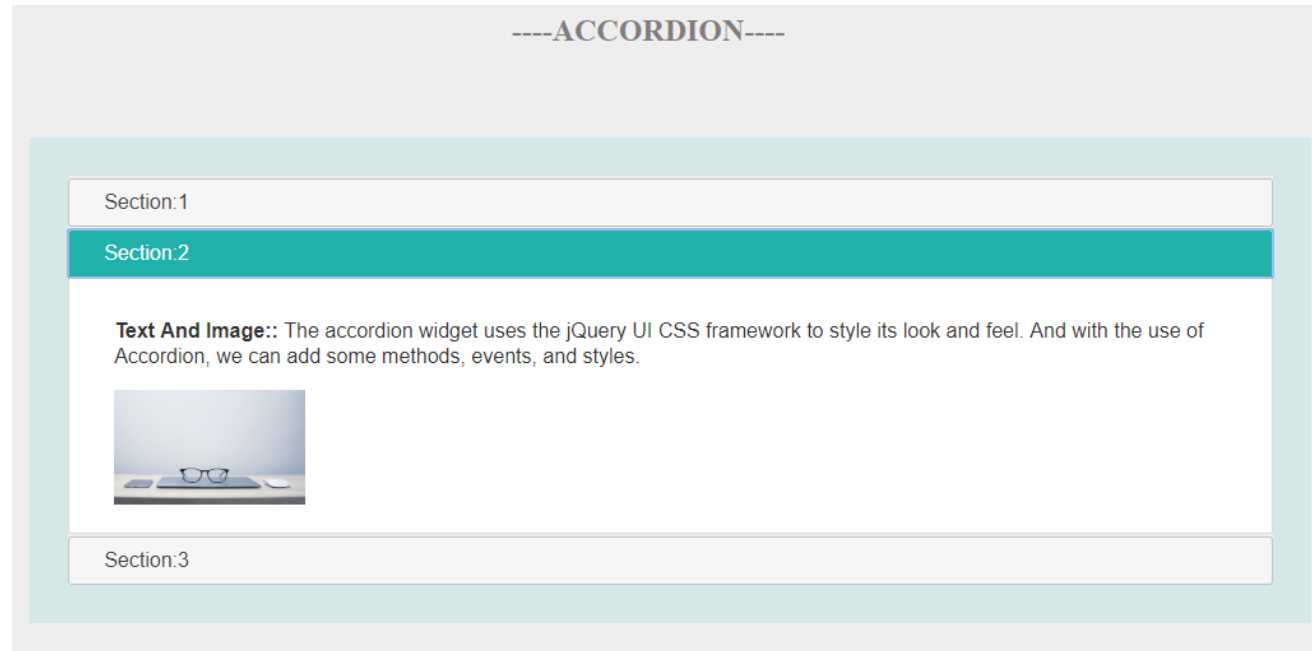 ----ACCORDION----
Section:1
Section:2
Text And Image:: The accordion widget uses the jQuery UI CSS framework to style its look and feel. And with the use of
Accordion, we can add some methods, events, and styles.
Section:3